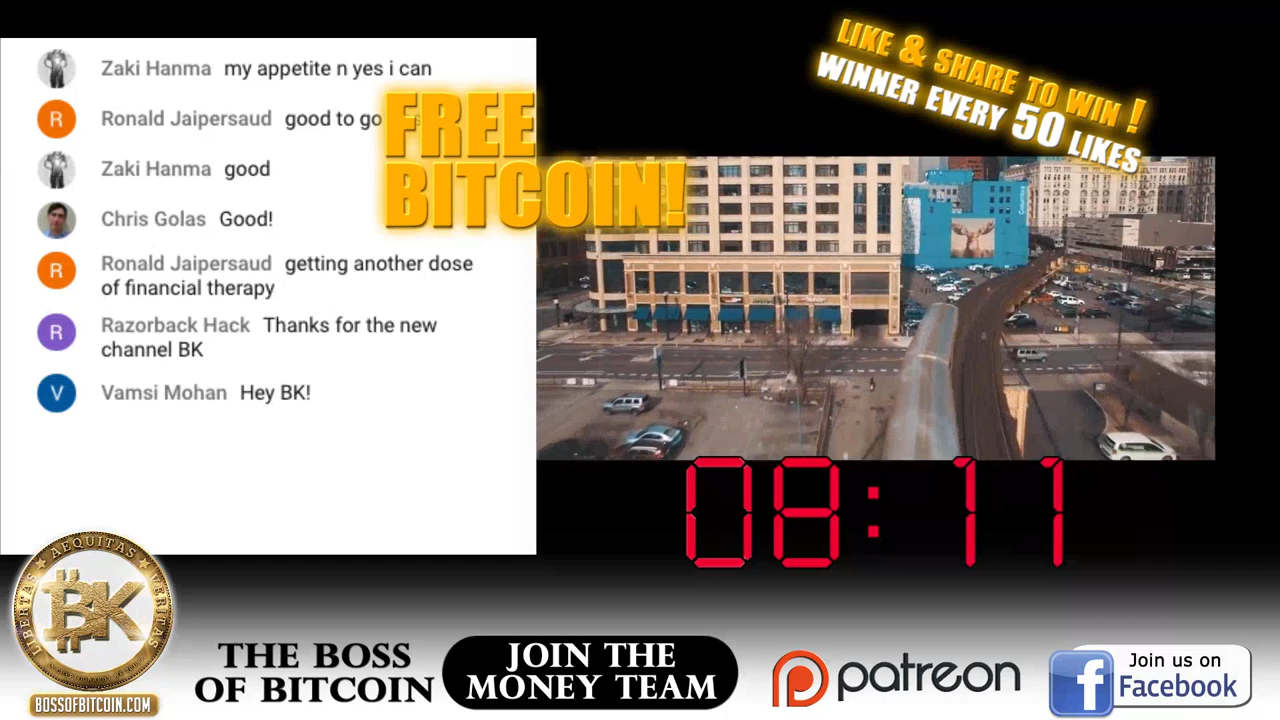 Zaki Hanma my appetite n yes i can
R Ronald Jaipersaud good to go
Zaki Hanma good
Chris Golas Good!
R Ronald Jaipersaud getting another dose
of financial therapy
R Razorback Hack Thanks for the new
channel BK
V Vamsi Mohan Hey BK!
FREE
BITCOIN!
LIKE & SHARE TO WIN !
WINNER EVERY 50 LIKES
08:11
LIBERTAS AEQUITAS VERITAS
BK
BOSSOFBITCOIN.COM
THE BOSS
OF BITCOIN
JOIN THE
MONEY TEAM
patreon
f Join us on
Facebook